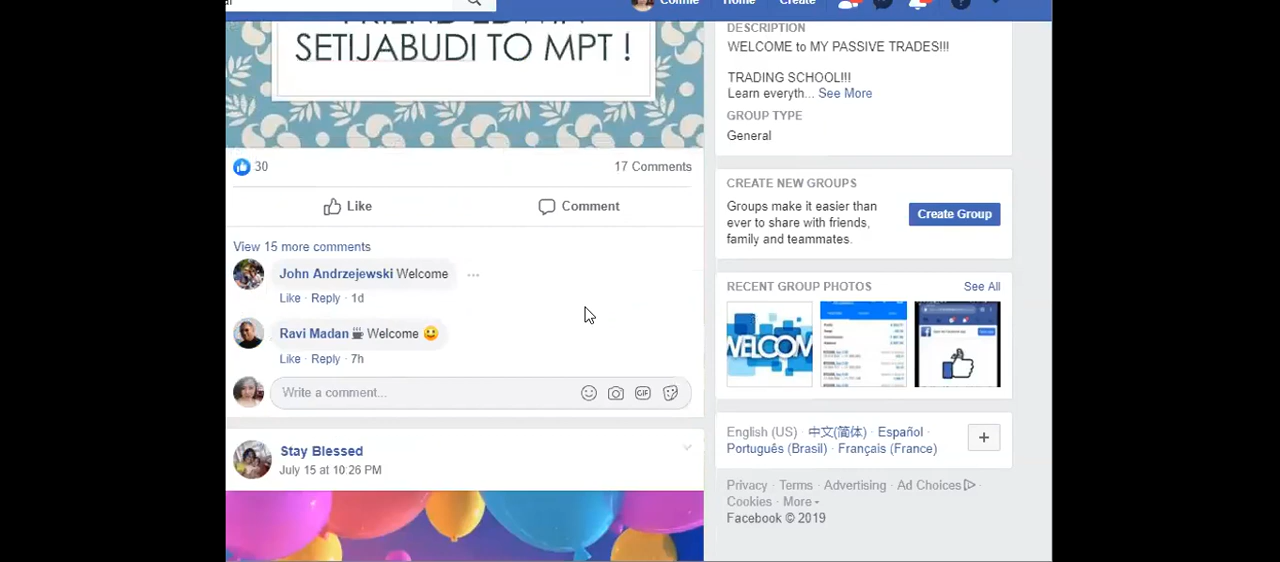 Connie Home Create
FRIEND EDWIN
SETIJABUDI TO MPT !
30
17 Comments
Like
Comment
View 15 more comments
John Andrzejewski Welcome
Like · Reply · 1d
Ravi Madan ☕ Welcome 😃
Like · Reply · 7h
Write a comment...
GIF
Stay Blessed
July 15 at 10:26 PM
DESCRIPTION
WELCOME to MY PASSIVE TRADES!!!
TRADING SCHOOL!!!
Learn everyth... See More
GROUP TYPE
General
CREATE NEW GROUPS
Groups make it easier than
ever to share with friends,
family and teammates.
Create Group
RECENT GROUP PHOTOS
See All
WELCOM
English (US) · 中文(简体) · Español ·
Português (Brasil) · Français (France)
Privacy · Terms · Advertising · Ad Choices ·
Cookies · More
Facebook © 2019